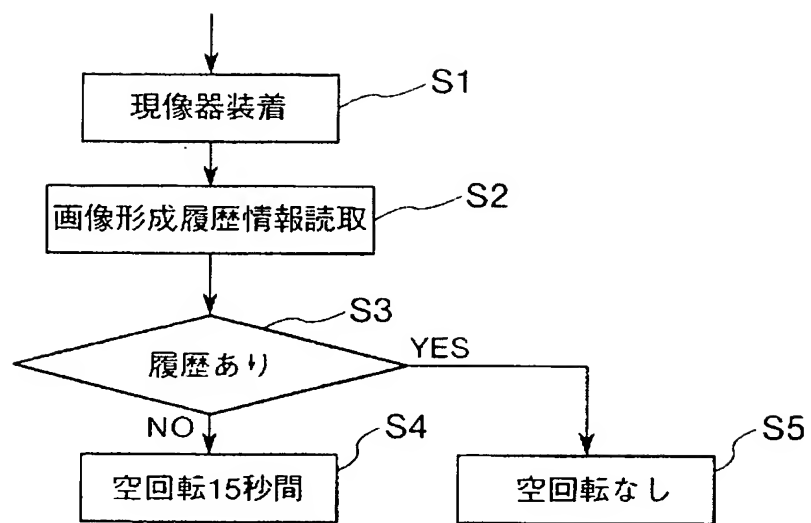 現像器装着
S1
画像形成履歴情報読取
S2
S3
履歴あり
YES
NO
S4
S5
空回転15秒間
空回転なし